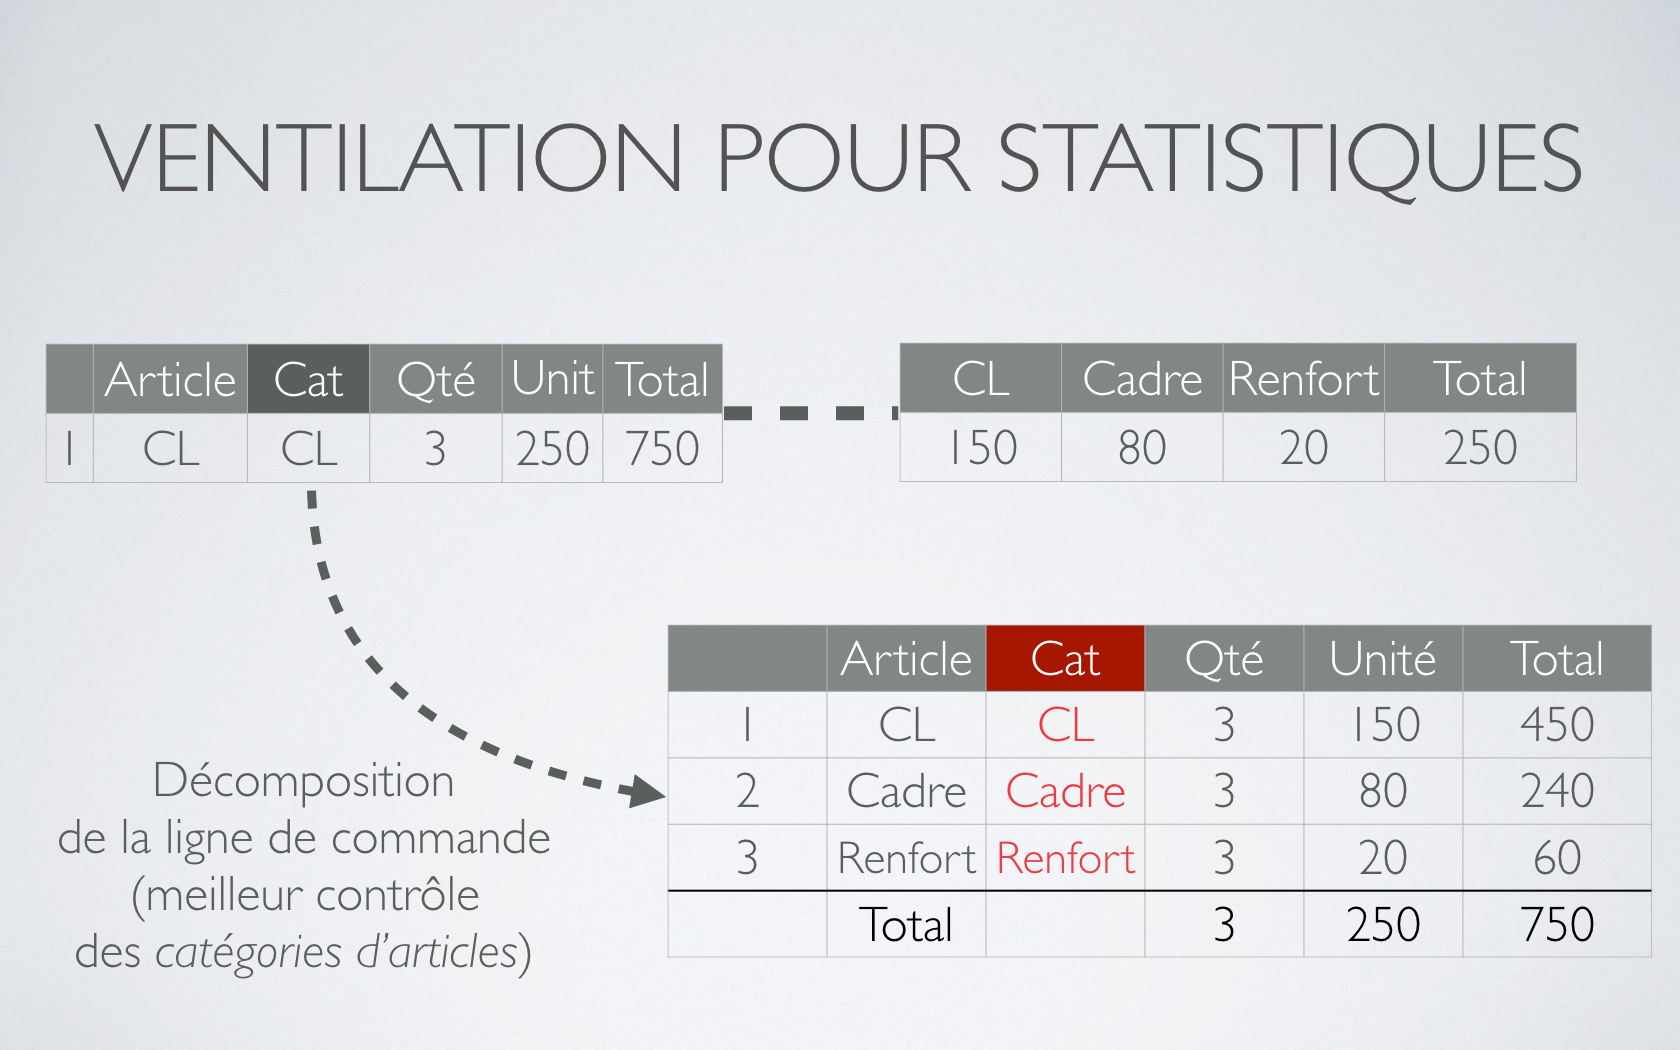 VENTILATION POUR STATISTIQUES
Article Cat Qté Unit Total
1 CL CL 3 250 750
CL Cadre Renfort Total
150 80 20 250
Article Cat Qté Unité Total
1 CL CL 3 150 450
2 Cadre Cadre 3 80 240
3 Renfort Renfort 3 20 60
Total 3 250 750
Décomposition
de la ligne de commande
(meilleur contrôle
des catégories d’articles)